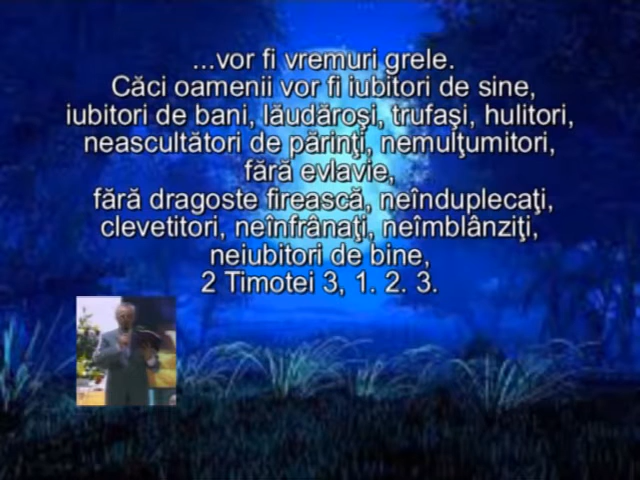 ...vor fi vremuri grele.
Căci oamenii vor fi iubitori de sine,
iubitori de bani, lăudăroşi, trufaşi, hulitori,
neascultători de părinţi, nemulţumitori,
fără evlavie,
fără dragoste firească, neînduplecaţi,
clevetitori, neînfrânaţi, neîmblânziţi,
neiubitori de bine,
2 Timotei 3, 1. 2. 3.